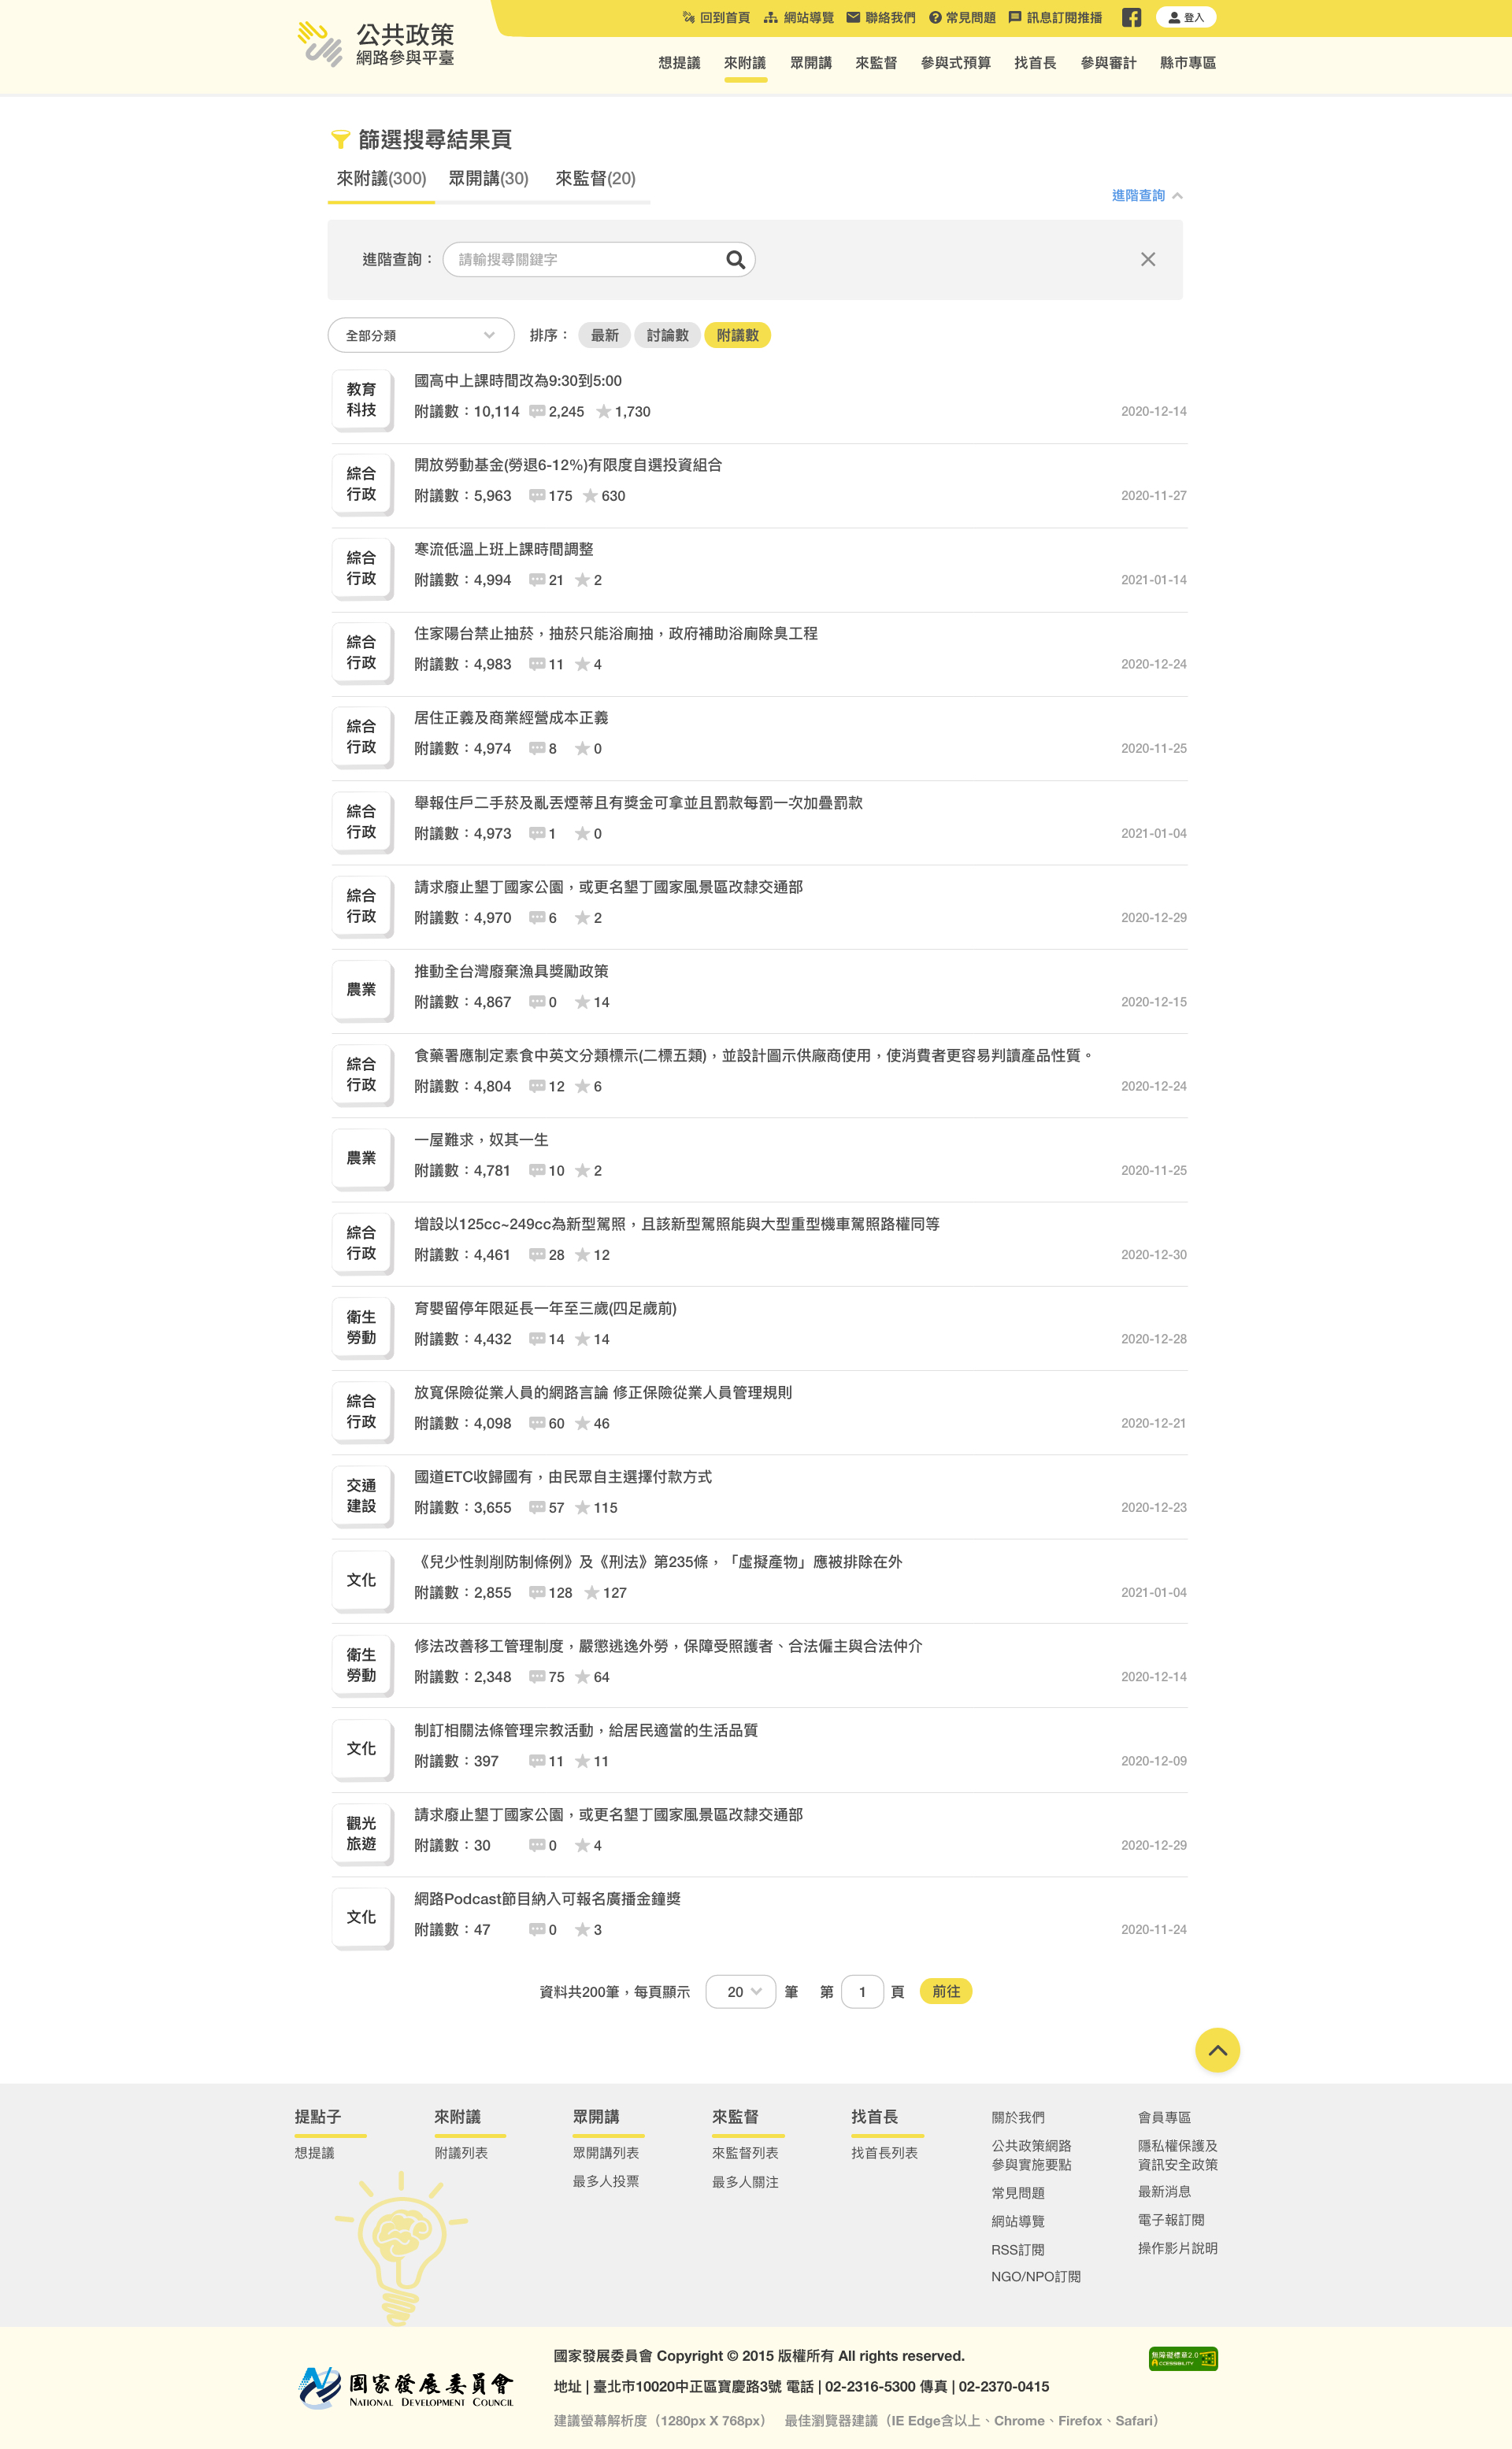 公共政策
網路參與平臺
回到首頁 網站導覽 聯絡我們 常見問題 訊息訂閱推播 登入
想提議 來附議 眾開講 來監督 參與式預算 找首長 參與審計 縣市專區
篩選搜尋結果頁
來附議(300) 眾開講(30) 來監督(20)
進階查詢
進階查詢： 請輸搜尋關鍵字
全部分類 排序： 最新 討論數 附議數
教育
科技
國高中上課時間改為9:30到5:00
附議數：10,114 2,245 1,730 2020-12-14
綜合
行政
開放勞動基金(勞退6-12%)有限度自選投資組合
附議數：5,963 175 630 2020-11-27
綜合
行政
寒流低溫上班上課時間調整
附議數：4,994 21 2 2021-01-14
綜合
行政
住家陽台禁止抽菸，抽菸只能浴廁抽，政府補助浴廁除臭工程
附議數：4,983 11 4 2020-12-24
綜合
行政
居住正義及商業經營成本正義
附議數：4,974 8 0 2020-11-25
綜合
行政
舉報住戶二手菸及亂丟煙蒂且有獎金可拿並且罰款每罰一次加疊罰款
附議數：4,973 1 0 2021-01-04
綜合
行政
請求廢止墾丁國家公園，或更名墾丁國家風景區改隸交通部
附議數：4,970 6 2 2020-12-29
農業
推動全台灣廢棄漁具獎勵政策
附議數：4,867 0 14 2020-12-15
綜合
行政
食藥署應制定素食中英文分類標示(二標五類)，並設計圖示供廠商使用，使消費者更容易判讀產品性質。
附議數：4,804 12 6 2020-12-24
農業
一屋難求，奴其一生
附議數：4,781 10 2 2020-11-25
綜合
行政
增設以125cc~249cc為新型駕照，且該新型駕照能與大型重型機車駕照路權同等
附議數：4,461 28 12 2020-12-30
衛生
勞動
育嬰留停年限延長一年至三歲(四足歲前)
附議數：4,432 14 14 2020-12-28
綜合
行政
放寬保險從業人員的網路言論 修正保險從業人員管理規則
附議數：4,098 60 46 2020-12-21
交通
建設
國道ETC收歸國有，由民眾自主選擇付款方式
附議數：3,655 57 115 2020-12-23
文化
《兒少性剝削防制條例》及《刑法》第235條，「虛擬產物」應被排除在外
附議數：2,855 128 127 2021-01-04
衛生
勞動
修法改善移工管理制度，嚴懲逃逸外勞，保障受照護者、合法僱主與合法仲介
附議數：2,348 75 64 2020-12-14
文化
制訂相關法條管理宗教活動，給居民適當的生活品質
附議數：397 11 11 2020-12-09
觀光
旅遊
請求廢止墾丁國家公園，或更名墾丁國家風景區改隸交通部
附議數：30 0 4 2020-12-29
文化
網路Podcast節目納入可報名廣播金鐘獎
附議數：47 0 3 2020-11-24
資料共200筆，每頁顯示 20 筆 第 1 頁 前往
提點子
想提議
來附議
附議列表
眾開講
眾開講列表
最多人投票
來監督
來監督列表
最多人關注
找首長
找首長列表
關於我們
公共政策網路
參與實施要點
常見問題
網站導覽
RSS訂閱
NGO/NPO訂閱
會員專區
隱私權保護及
資訊安全政策
最新消息
電子報訂閱
操作影片說明
國家發展委員會
NATIONAL DEVELOPMENT COUNCIL
國家發展委員會 Copyright © 2015 版權所有 All rights reserved.
地址 | 臺北市10020中正區寶慶路3號 電話 | 02-2316-5300 傳真 | 02-2370-0415
建議螢幕解析度（1280px X 768px） 最佳瀏覽器建議（IE Edge含以上、Chrome、Firefox、Safari）
無障礙標章2.0
ACCESSIBILITY